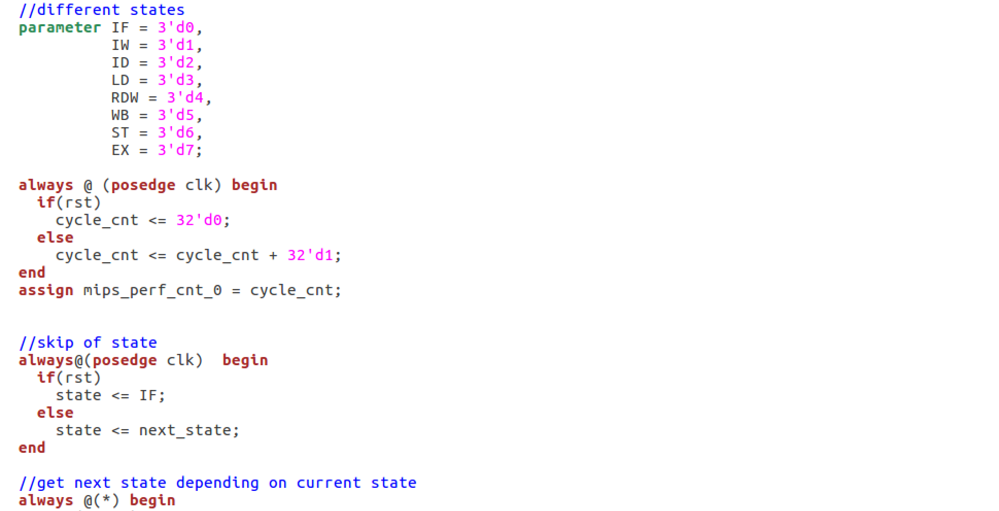 //different states
parameter IF = 3'd0,
          IW = 3'd1,
          ID = 3'd2,
          LD = 3'd3,
          RDW = 3'd4,
          WB = 3'd5,
          ST = 3'd6,
          EX = 3'd7;

always @ (posedge clk) begin
  if(rst)
    cycle_cnt <= 32'd0;
  else
    cycle_cnt <= cycle_cnt + 32'd1;
end
assign mips_perf_cnt_0 = cycle_cnt;


//skip of state
always@(posedge clk)  begin
  if(rst)
    state <= IF;
  else
    state <= next_state;
end

//get next state depending on current state
always @(*) begin